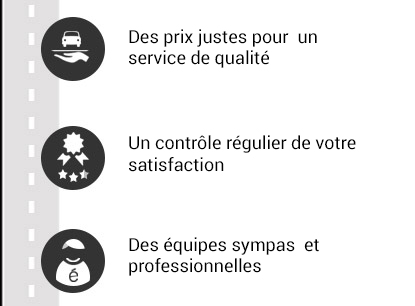 Des prix justes pour un
service de qualité
Un contrôle régulier de votre
satisfaction
Des équipes sympas et
professionnelles
é